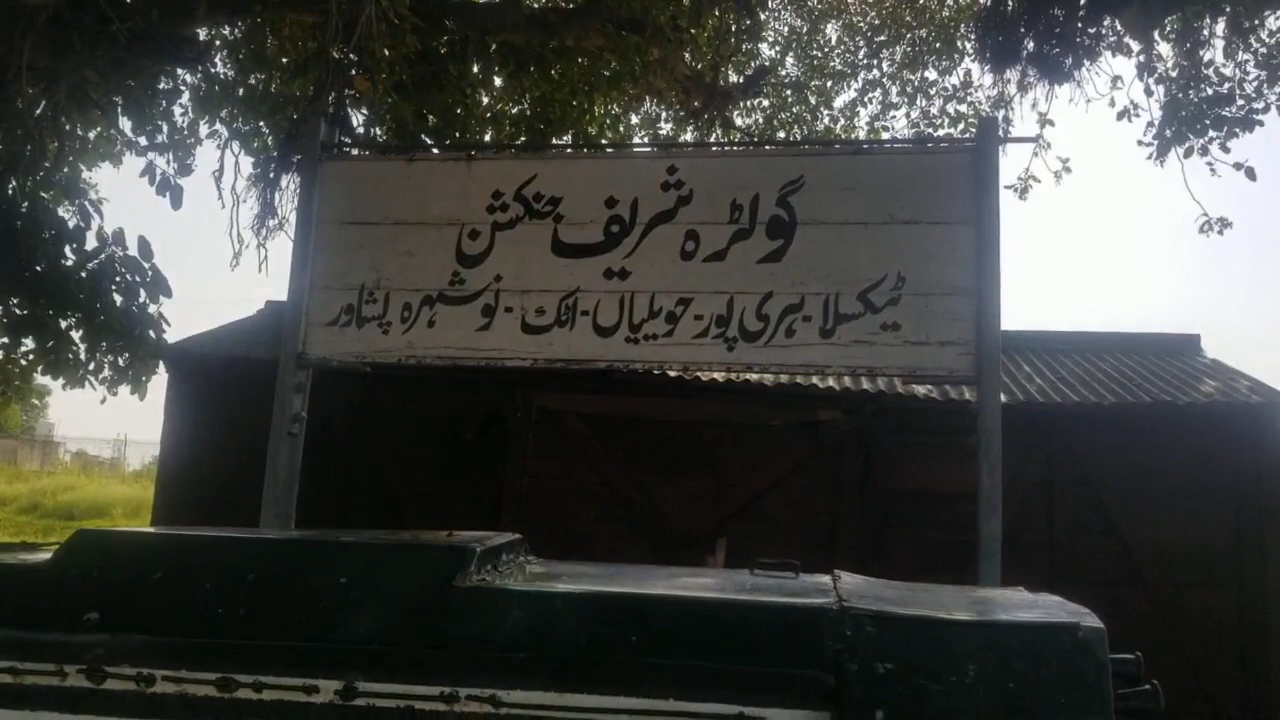 گولڑہ شریف جنکشن
ٹیکسلا - ہری پور - حویلیاں - اٹک - نوشہرہ پشاور